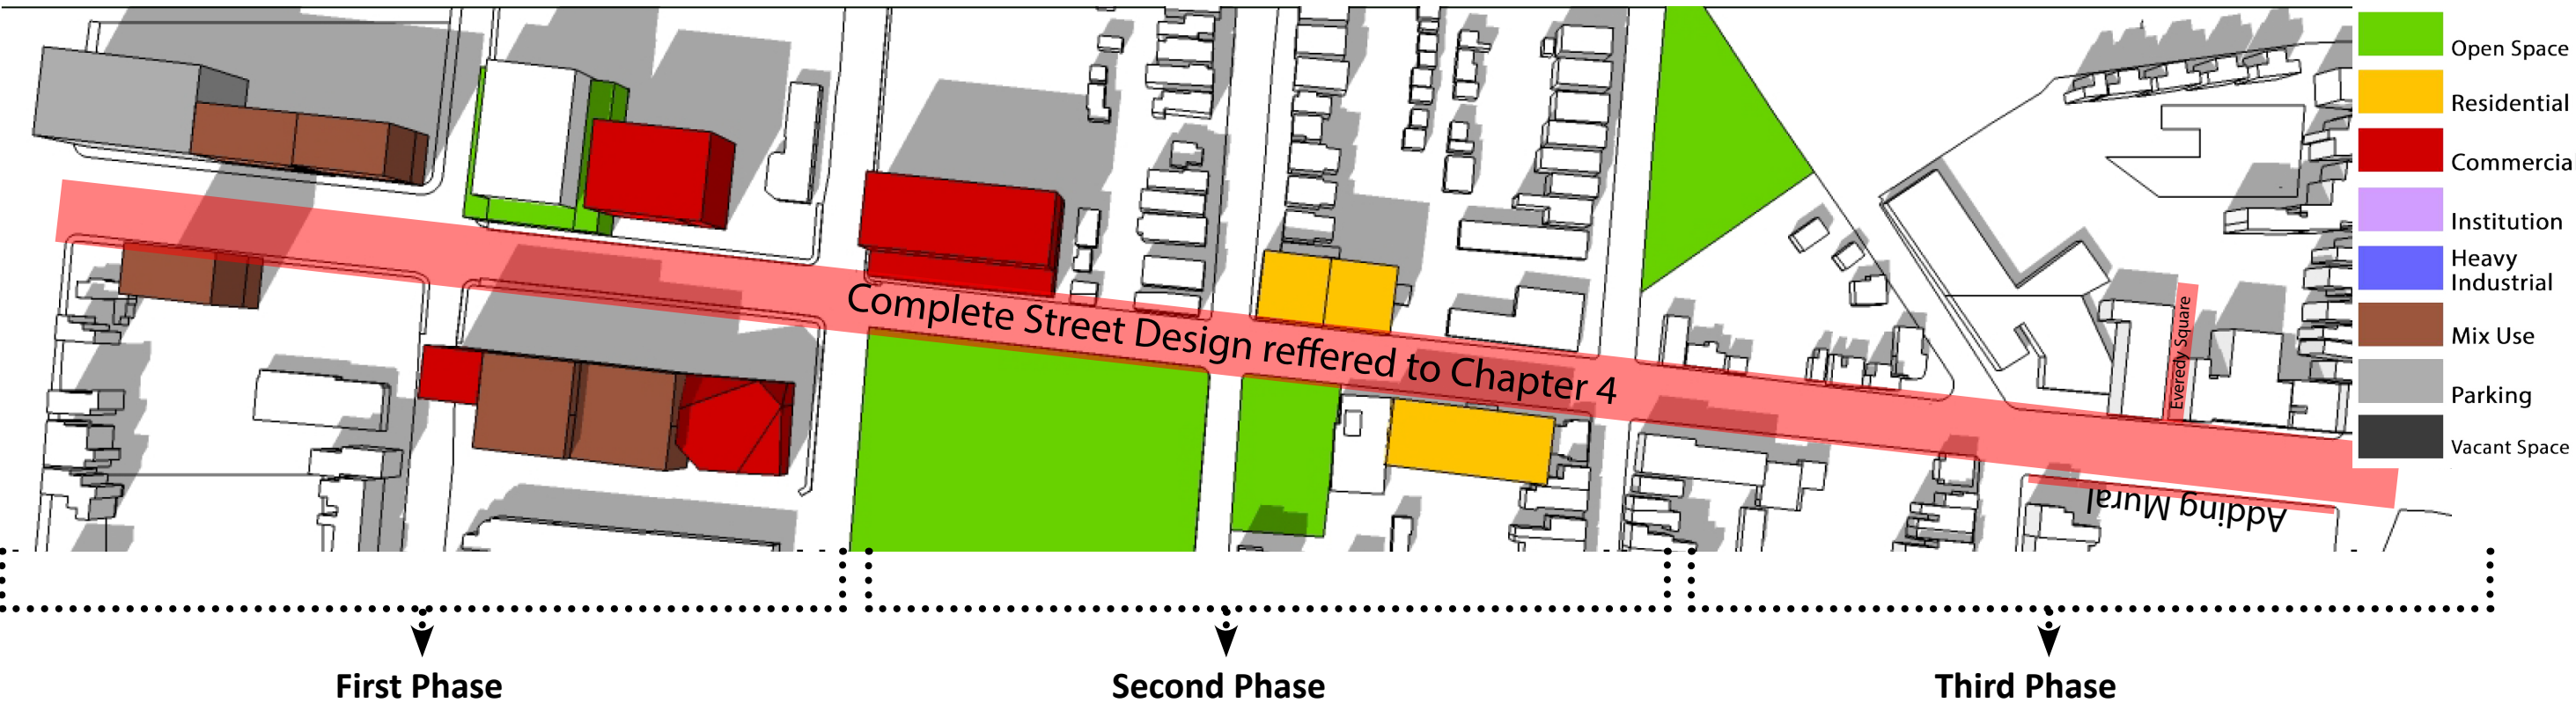 Open Space
Residential
Commercia
Institution
Heavy
Industrial
Mix Use
Parking
Vacant Space
Complete Street Design reffered to Chapter 4
Everedy Square
Adding Mural
First Phase
Second Phase
Third Phase